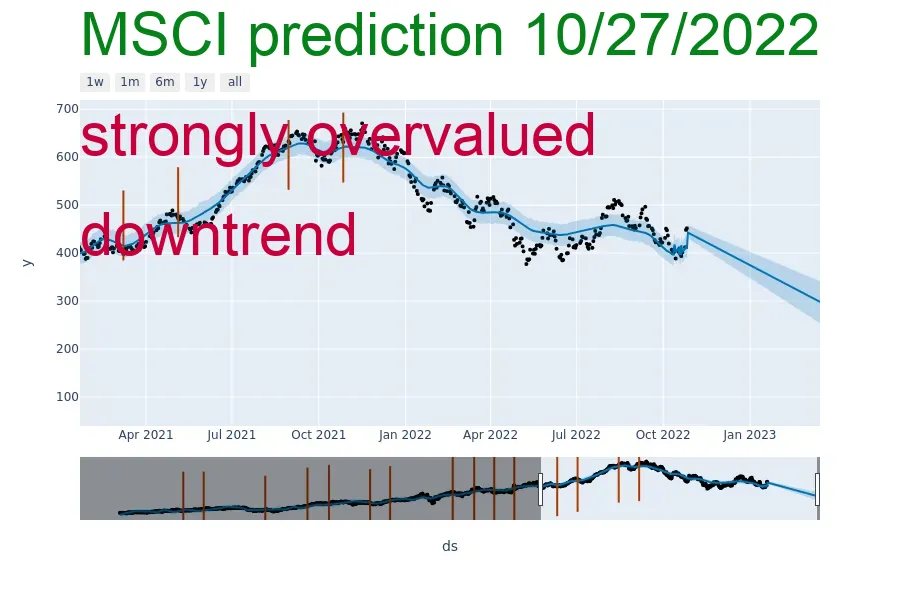 MSCI prediction 10/27/2022
1w 1m 6m 1y all
700
strongly overvalued
600
500
downtrend
400
y
300
200
100
Apr 2021 Jul 2021 Oct 2021 Jan 2022 Apr 2022 Jul 2022 Oct 2022 Jan 2023
ds